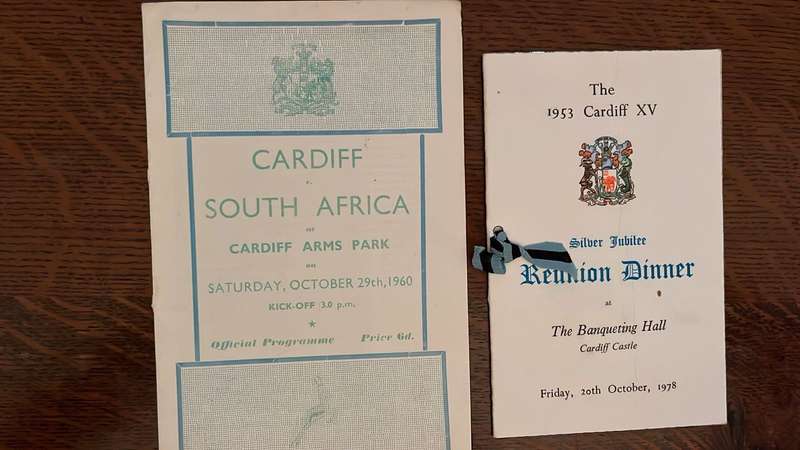 CARDIFF
v.
SOUTH AFRICA
at
CARDIFF ARMS PARK
on
SATURDAY, OCTOBER 29th, 1960
KICK-OFF 3.0 p.m.
Official Programme Price 6d.
The
1953 Cardiff XV
Silver Jubilee
Reunion Dinner
at
The Banqueting Hall
Cardiff Castle
Friday, 20th October, 1978